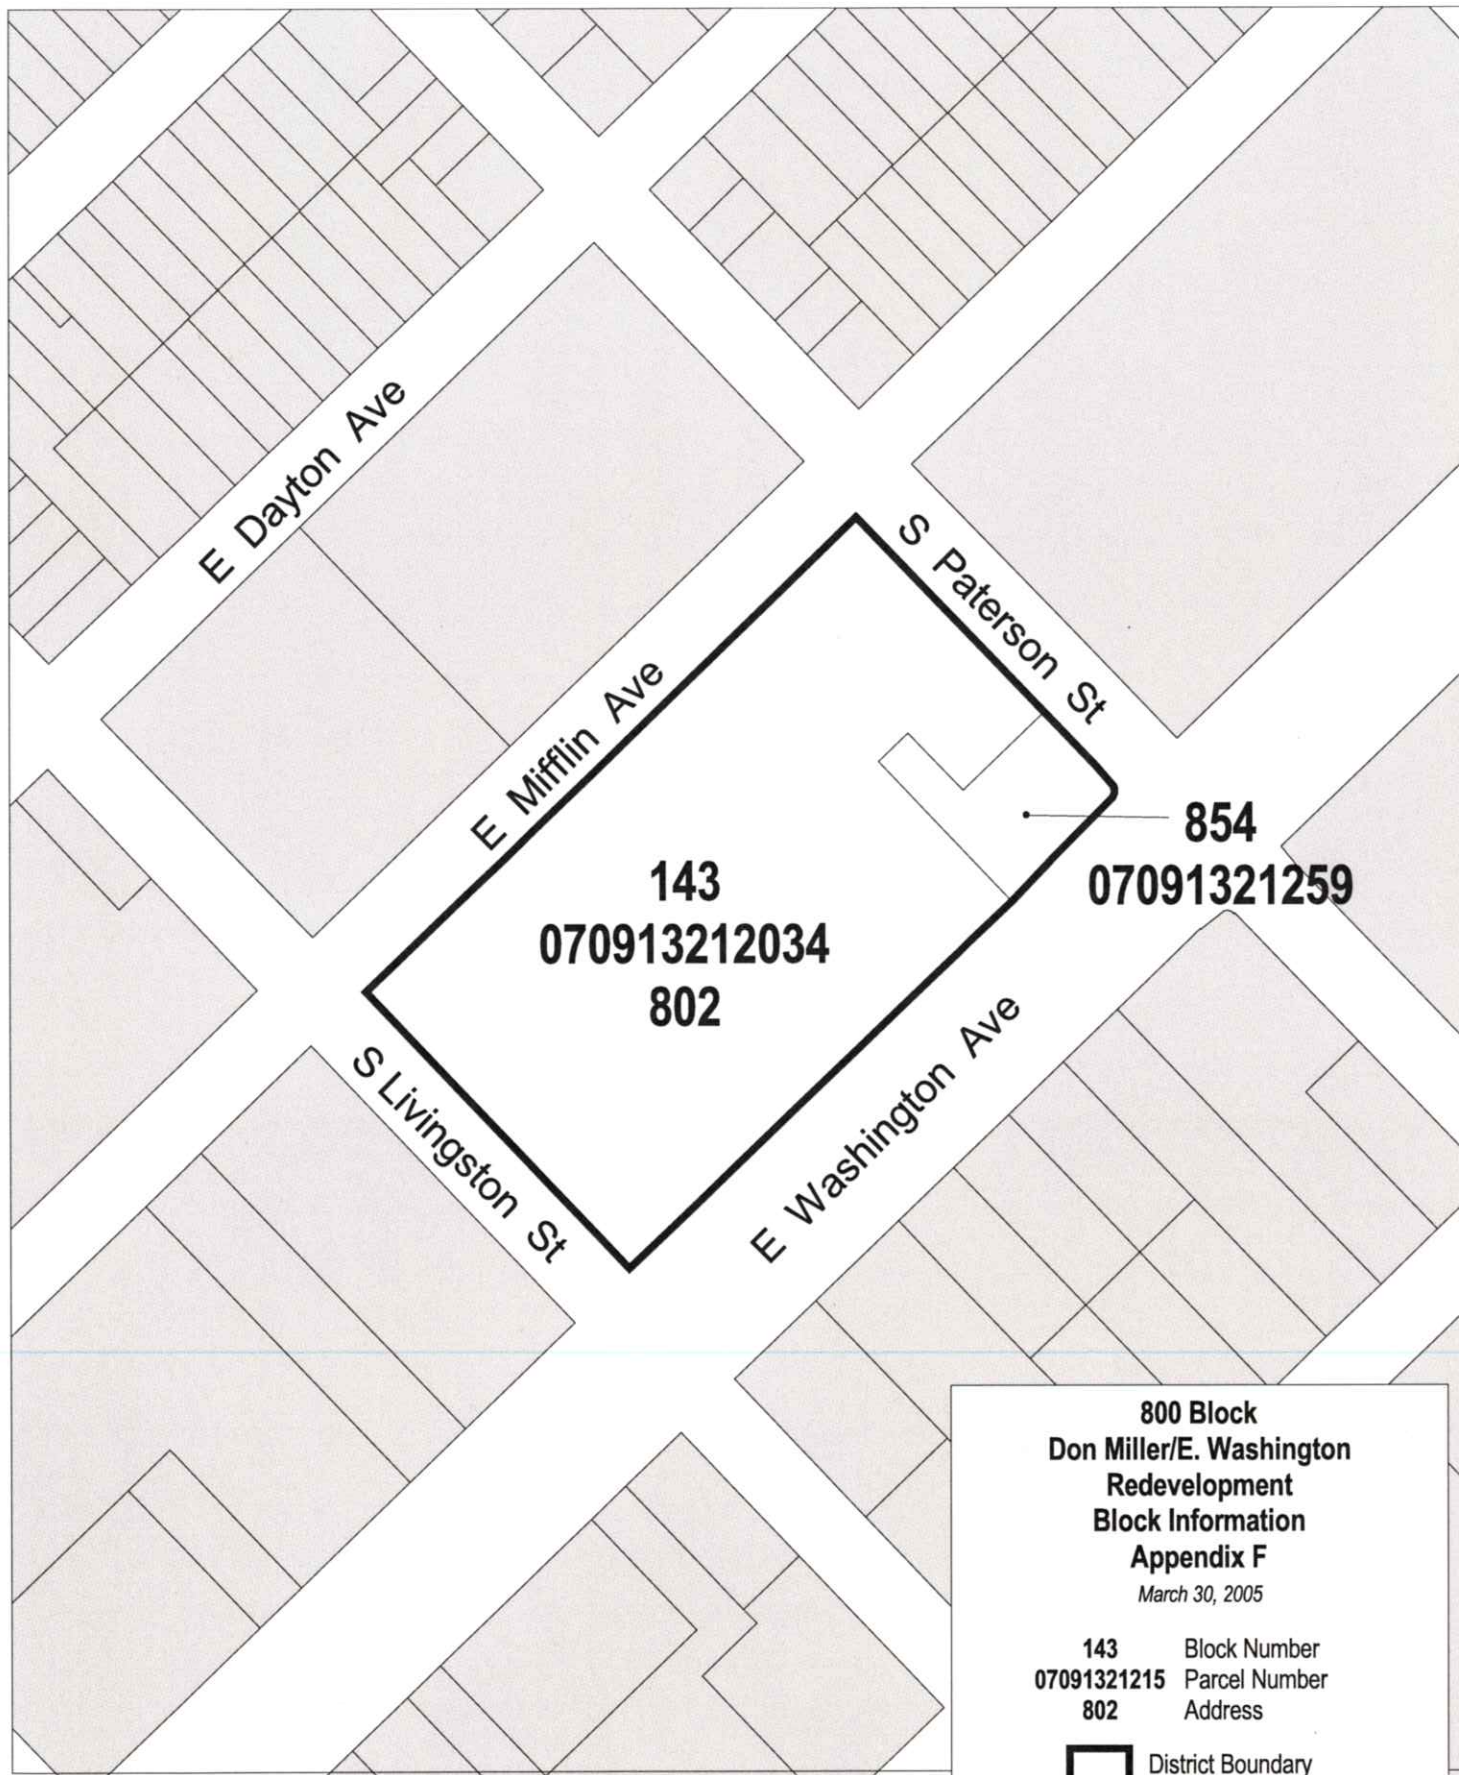 E Dayton Ave
S Paterson St
E Mifflin Ave
854
07091321259
143
070913212034
802
S Livingston St
E Washington Ave
800 Block
Don Miller/E. Washington
Redevelopment
Block Information
Appendix F
March 30, 2005
143 Block Number
07091321215 Parcel Number
802 Address
District Boundary